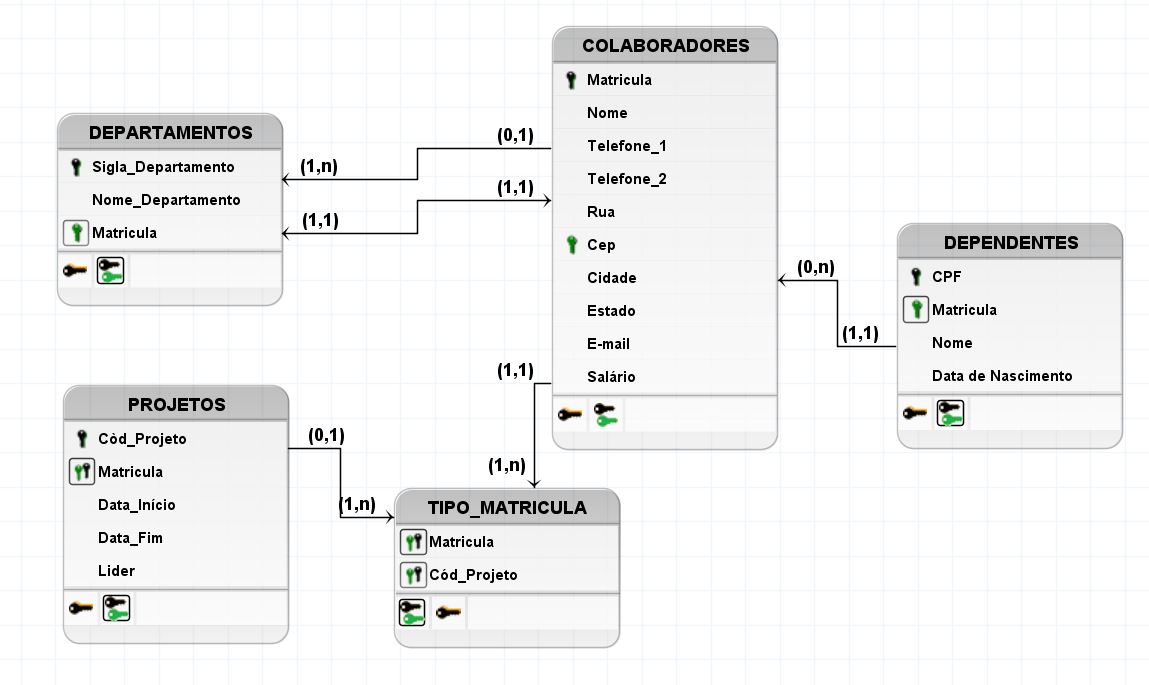 COLABORADORES
Matricula
Nome
Telefone_1
Telefone_2
Rua
Cep
Cidade
Estado
E-mail
Salário
DEPARTAMENTOS
Sigla_Departamento
Nome_Departamento
Matricula
(0,1)
(1,n)
(1,1)
(1,1)
DEPENDENTES
CPF
Matricula
Nome
Data de Nascimento
(0,n)
(1,1)
PROJETOS
Còd_Projeto
Matricula
Data_Início
Data_Fim
Lider
(0,1)
(1,n)
(1,1)
(1,n)
TIPO_MATRICULA
Matricula
Cód_Projeto